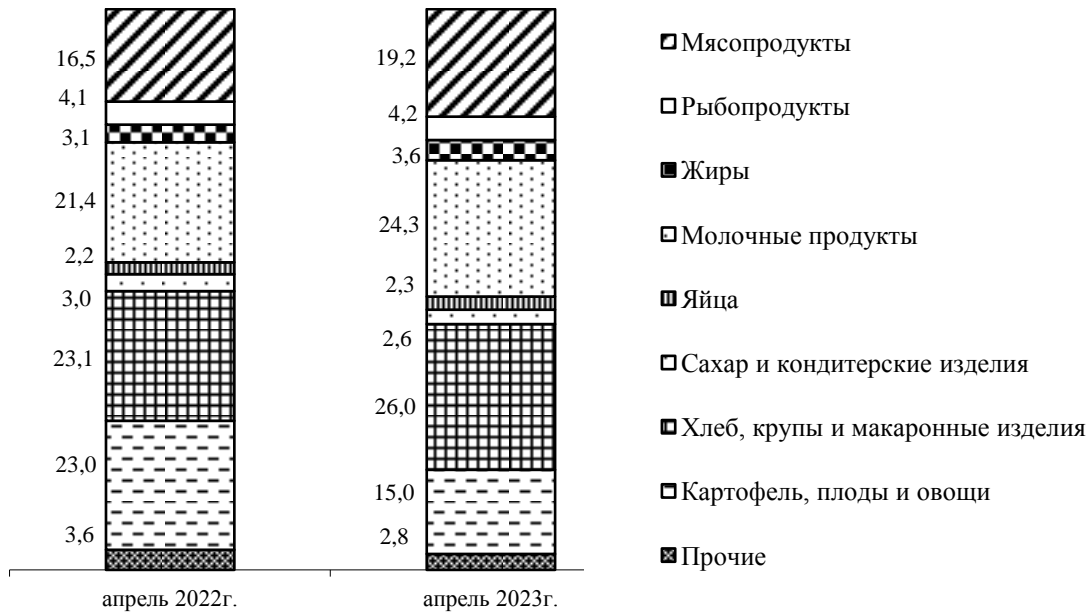 16,5
4,1
3,1
21,4
2,2
3,0
23,1
23,0
3,6
апрель 2022г.
19,2
4,2
3,6
24,3
2,3
2,6
26,0
15,0
2,8
апрель 2023г.
Мясопродукты
Рыбопродукты
Жиры
Молочные продукты
Яйца
Сахар и кондитерские изделия
Хлеб, крупы и макаронные изделия
Картофель, плоды и овощи
Прочие